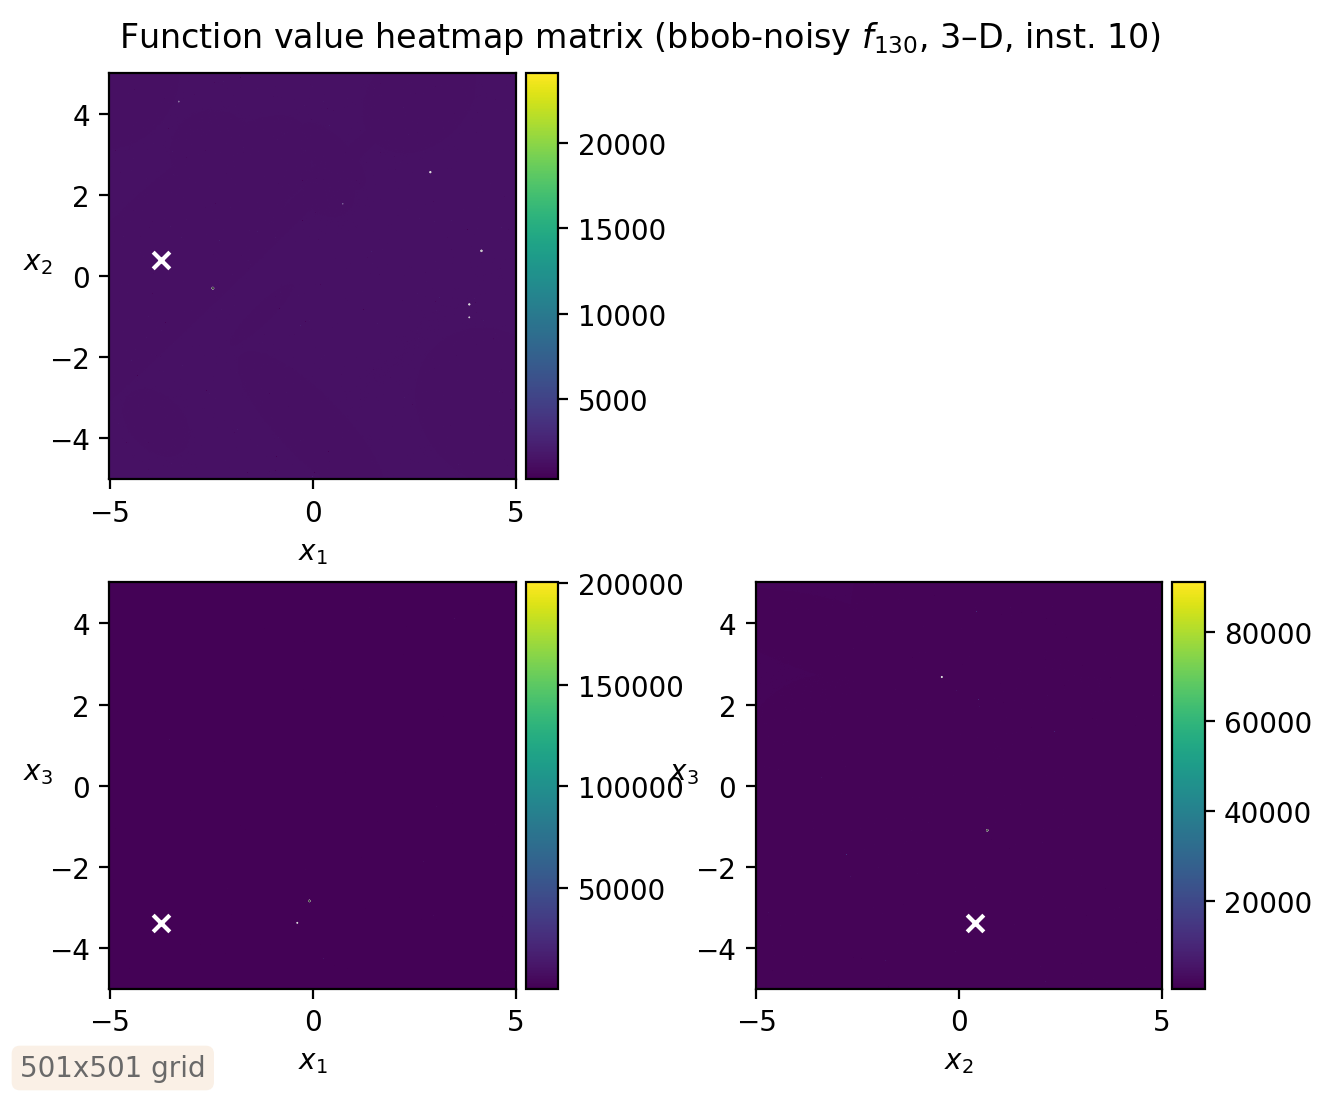 Function value heatmap matrix (bbob-noisy f130, 3–D, inst. 10)
4
2
0
−2
−4
x2
−5 0 5
x1
20000
15000
10000
5000
4
2
0
−2
−4
x3
−5 0 5
x1
200000
150000
100000
50000
4
2
0
−2
−4
x3
−5 0 5
x2
80000
60000
40000
20000
501x501 grid